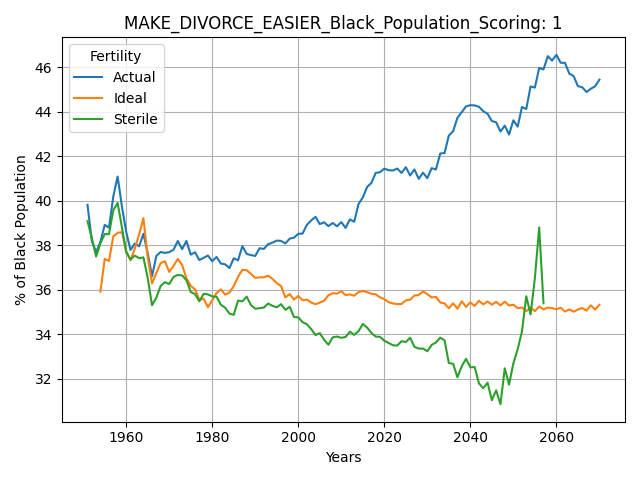 MAKE_DIVORCE_EASIER_Black_Population_Scoring: 1
Fertility
Actual
Ideal
Sterile
% of Black Population
46
44
42
40
38
36
34
32
1960 1980 2000 2020 2040 2060
Years